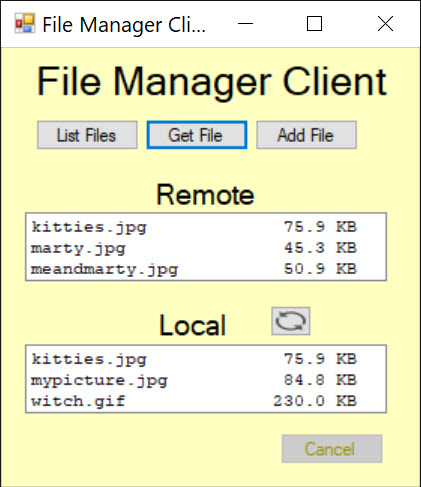 File Manager Cli...
File Manager Client
List Files Get File Add File
Remote
kitties.jpg 75.9 KB
marty.jpg 45.3 KB
meandmarty.jpg 50.9 KB
Local
kitties.jpg 75.9 KB
mypicture.jpg 84.8 KB
witch.gif 230.0 KB
Cancel